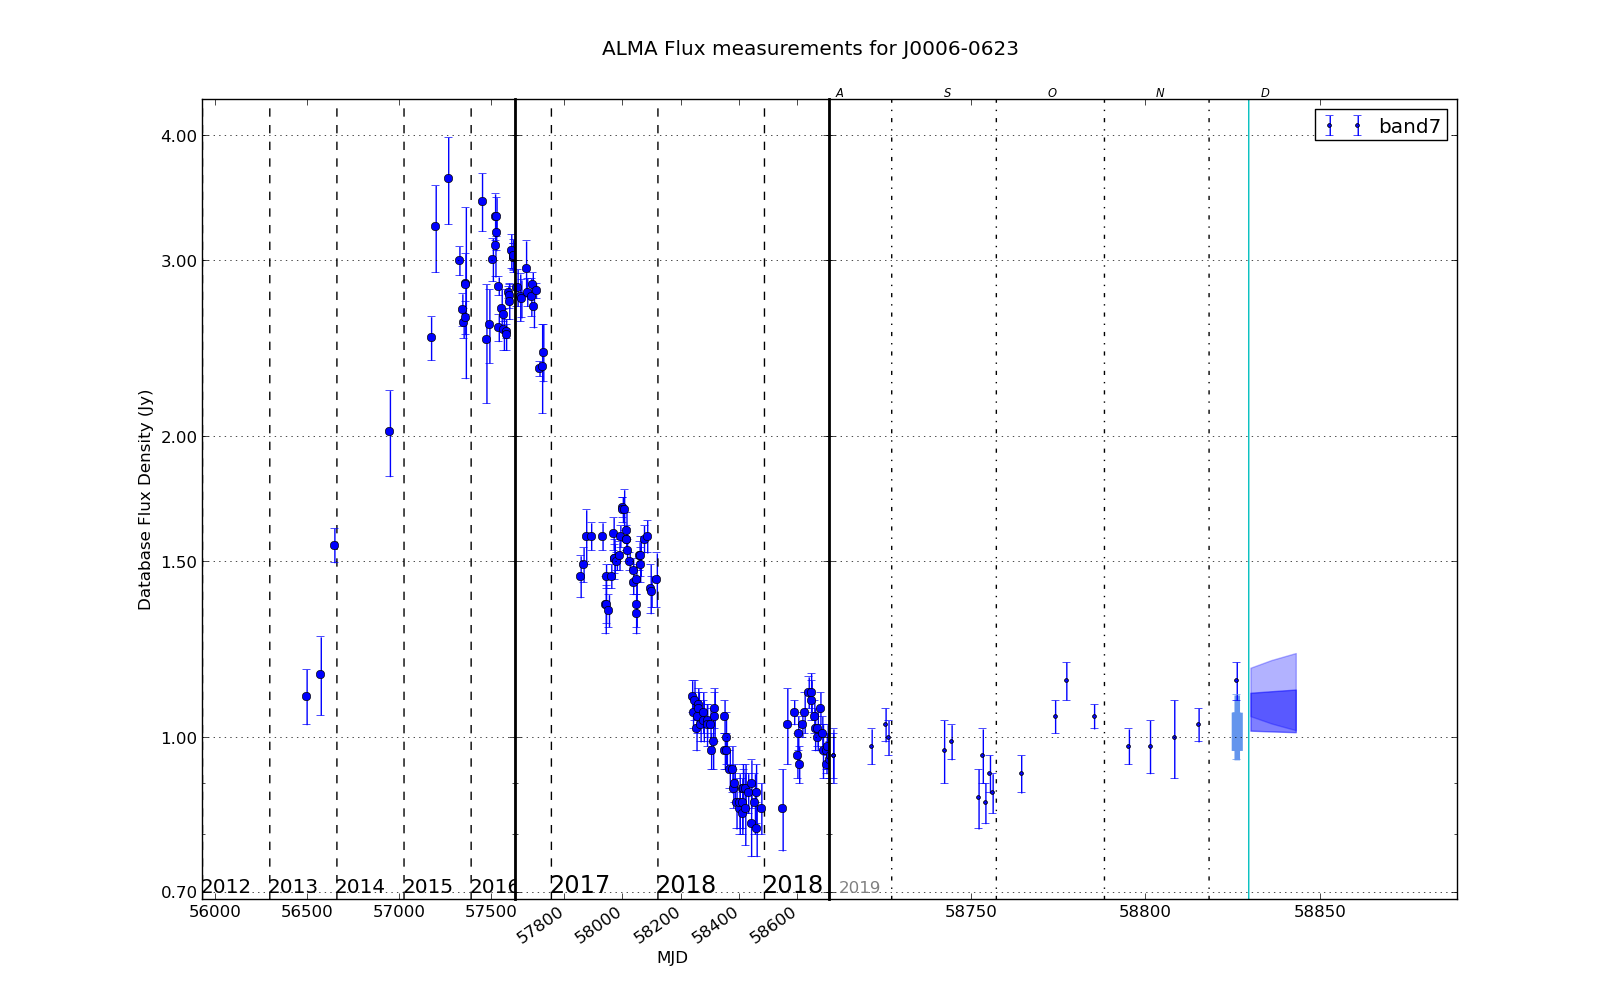 ALMA Flux measurements for J0006-0623
A S O N D
band7
4.00
3.00
2.00
1.50
1.00
0.70
Database Flux Density (Jy)
2012 2013 2014 2015 2016 2017 2018 2018 2019
56000 56500 57000 57500 57800 58000 58200 58400 58600 58750 58800 58850
MJD